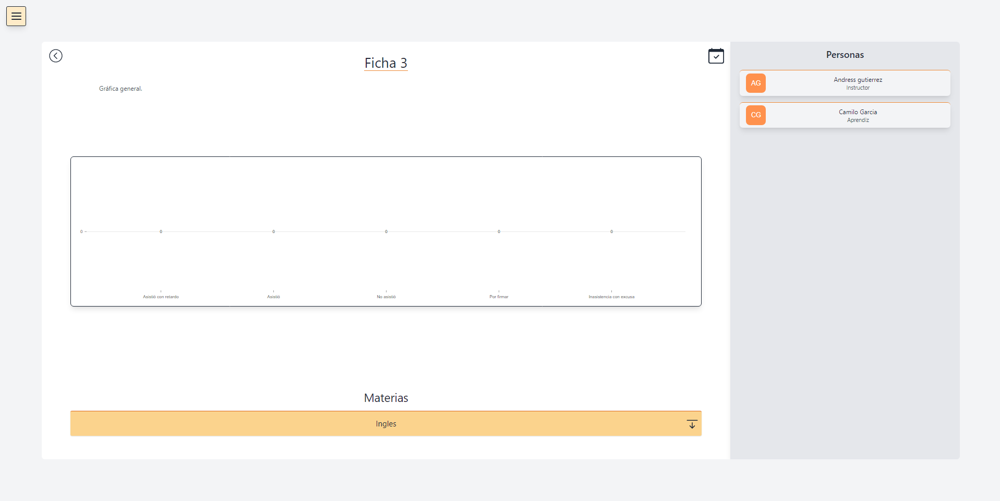 Ficha 3
Gráfica general.
0 0 0 0 0 0
Asistió con retardo Asistió No asistió Por firmar Inasistencia con excusa
Materias
Ingles
Personas
AG
Andress gutierrez
Instructor
CG
Camilo Garcia
Aprendiz